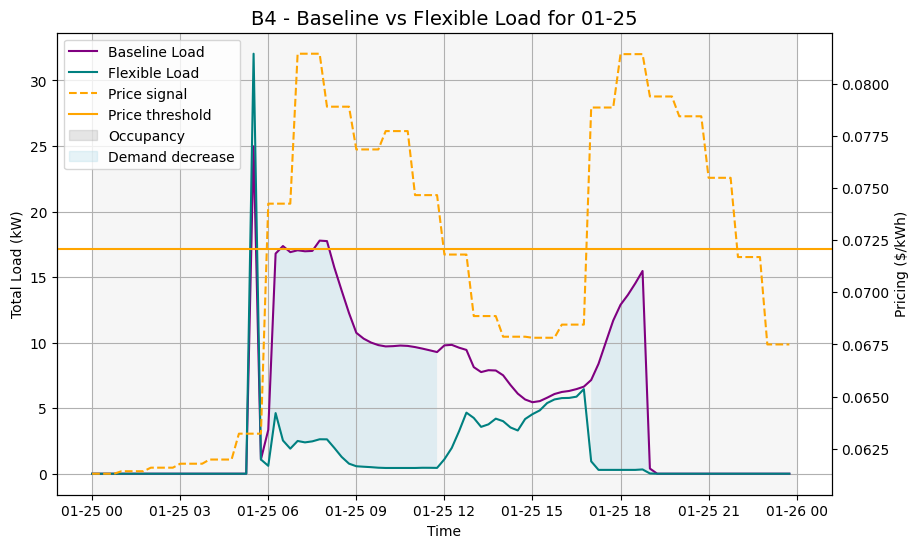 B4 - Baseline vs Flexible Load for 01-25
Baseline Load
Flexible Load
Price signal
Price threshold
Occupancy
Demand decrease
Total Load (kW)
30
25
20
15
10
5
0
0.0800
0.0775
0.0750
0.0725
0.0700
0.0675
0.0650
0.0625
Pricing ($/kWh)
01-25 00 01-25 03 01-25 06 01-25 09 01-25 12 01-25 15 01-25 18 01-25 21 01-26 00
Time